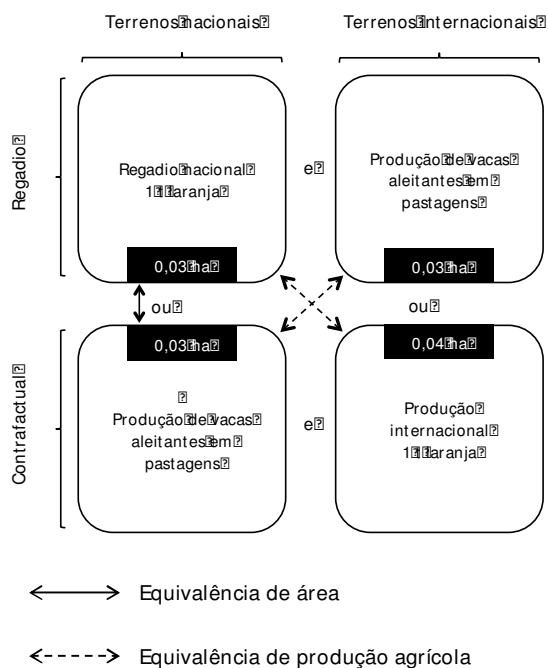 Terrenos nacionais
Terrenos internacionais
Regadio
Regadio nacional
1 laranja
0,03 ha
e
Produção de vacas
aleitantes em
pastagens
0,03 ha
ou
ou
Contrafactual
0,03 ha
Produção de vacas
aleitantes em
pastagens
e
0,04 ha
Produção
internacional
1 laranja
Equivalência de área
Equivalência de produção agrícola